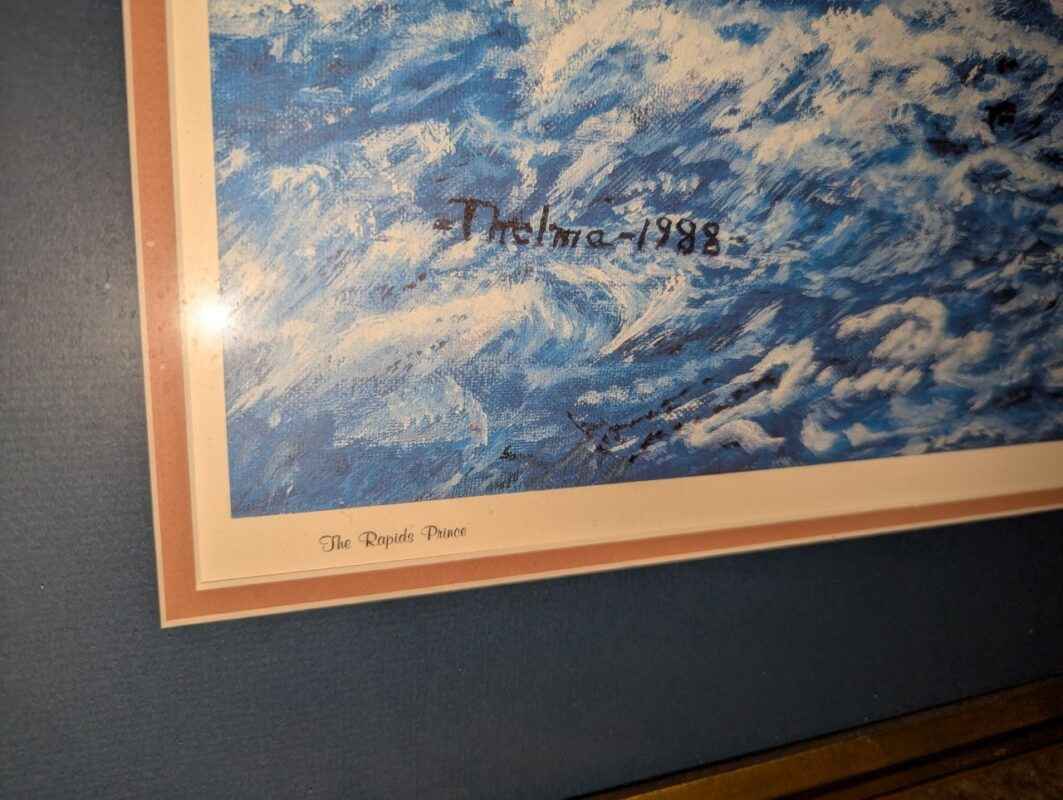 -Thelma-1988-
The Rapids Prince